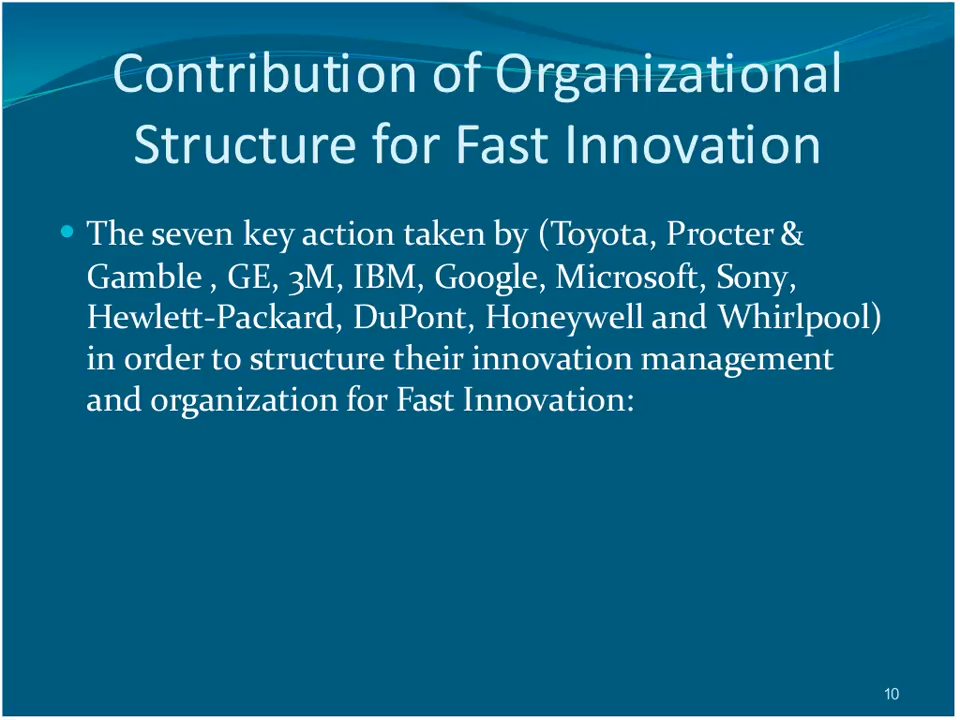 Contribution of Organizational
Structure for Fast Innovation
• The seven key action taken by (Toyota, Procter &
Gamble , GE, 3M, IBM, Google, Microsoft, Sony,
Hewlett-Packard, DuPont, Honeywell and Whirlpool)
in order to structure their innovation management
and organization for Fast Innovation:
10